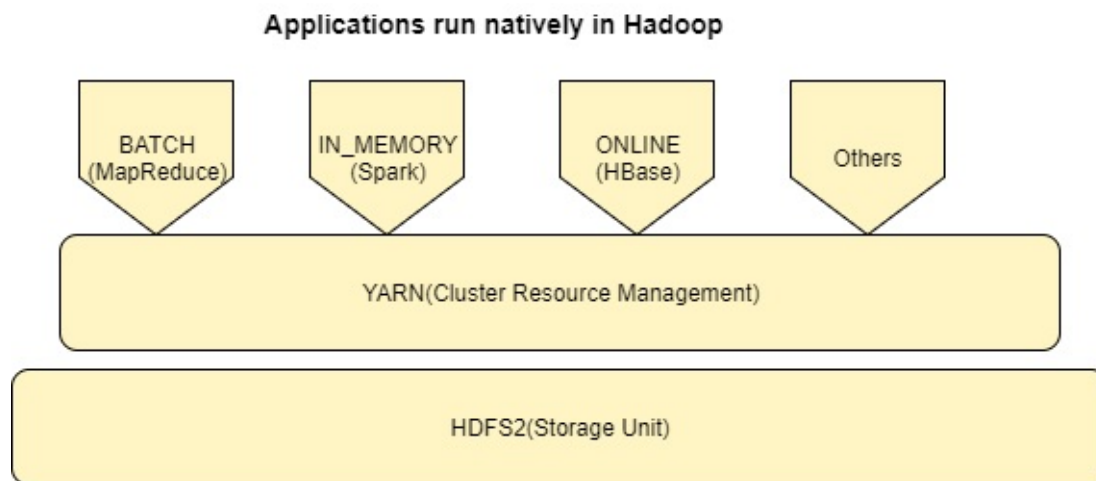 Applications run natively in Hadoop
BATCH
(MapReduce)
IN_MEMORY
(Spark)
ONLINE
(HBase)
Others
YARN(Cluster Resource Management)
HDFS2(Storage Unit)